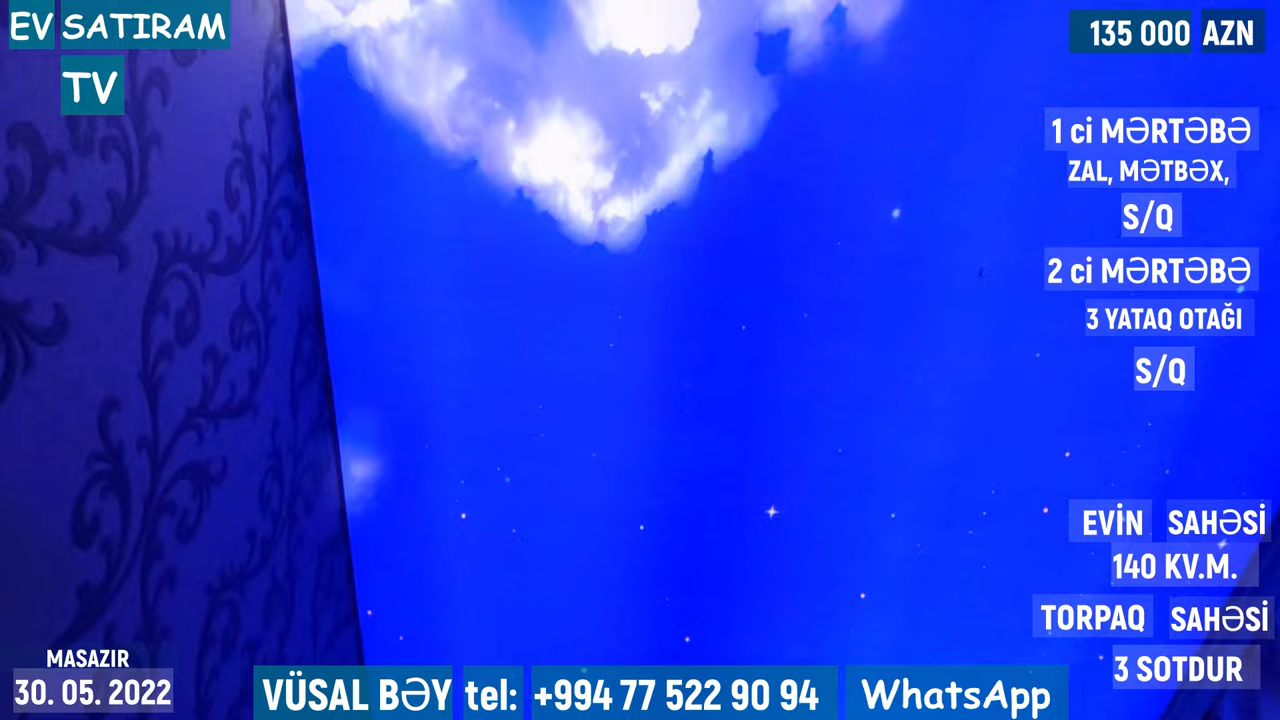 EV SATIRAM
TV
135 000 AZN
1 ci MƏRTƏBƏ
ZAL, MƏTBƏX,
S/Q
2 ci MƏRTƏBƏ
3 YATAQ OTAĞI
S/Q
EVİN SAHƏSİ
140 KV.M.
TORPAQ SAHƏSİ
3 SOTDUR
MASAZIR
30. 05. 2022
VÜSAL BƏY tel: +994 77 522 90 94 WhatsApp